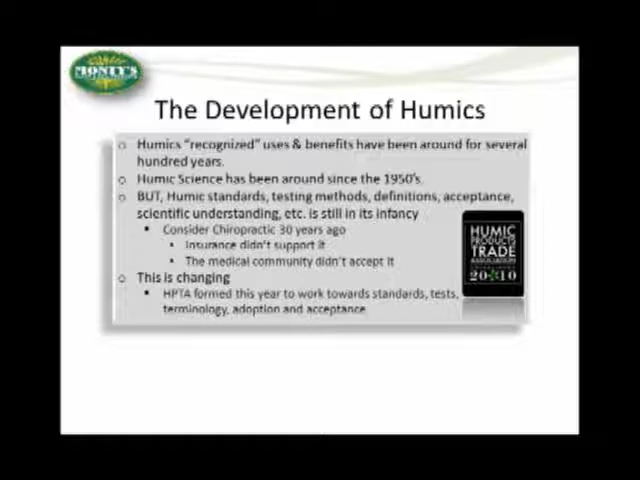 MONTY'S
The Development of Humics
o Humics "recognized" uses & benefits have been around for several
hundred years.
o Humic Science has been around since the 1950's.
o BUT, Humic standards, testing methods, definitions, acceptance,
scientific understanding, etc. is still in its infancy
▪ Consider Chiropractic 30 years ago
• Insurance didn't support it
• The medical community didn't accept it
o This is changing
▪ HPTA formed this year to work towards standards, tests,
terminology, adoption and acceptance
HUMIC
PRODUCTS
TRADE
ASSOCIATION
2010